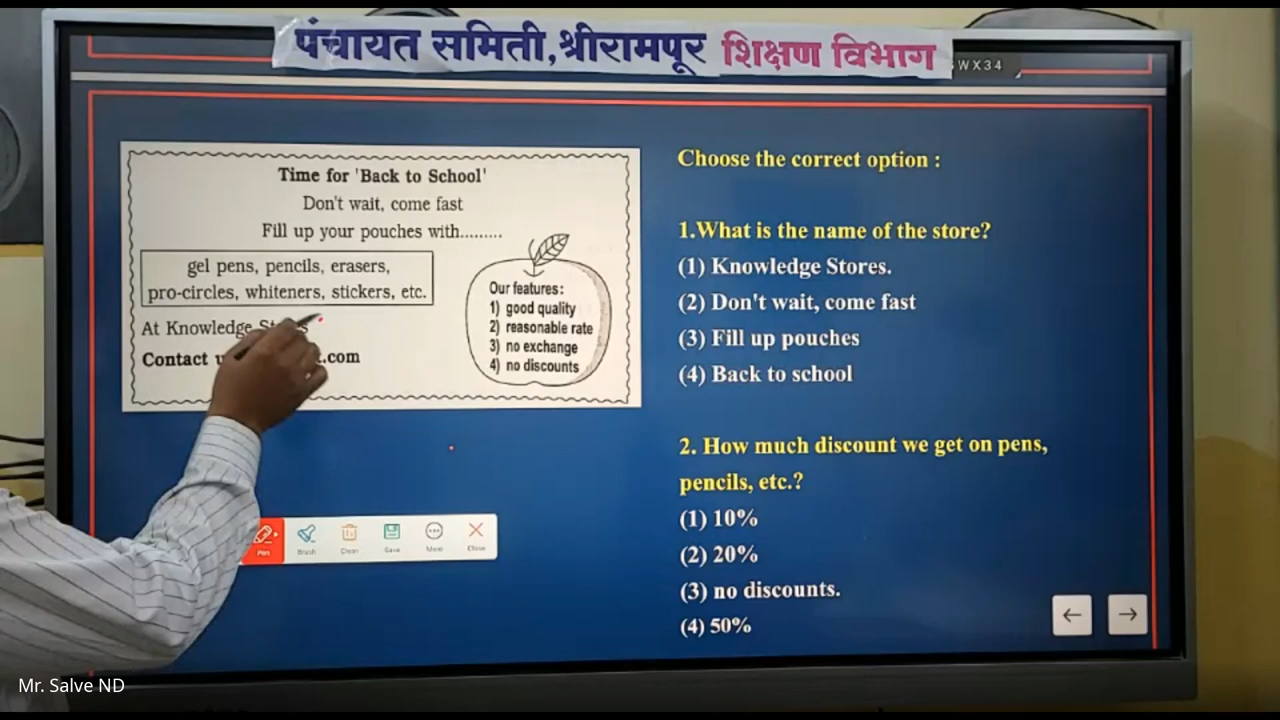 पंचायत समिती,श्रीरामपूर शिक्षण विभाग
WX34
Time for 'Back to School'
Don't wait, come fast
Fill up your pouches with.........
gel pens, pencils, erasers,
pro-circles, whiteners, stickers, etc.
At Knowledge
Contact
.com
Our features:
1) good quality
2) reasonable rate
3) no exchange
4) no discounts
Choose the correct option :
1.What is the name of the store?
(1) Knowledge Stores.
(2) Don't wait, come fast
(3) Fill up pouches
(4) Back to school
2. How much discount we get on pens,
pencils, etc.?
(1) 10%
(2) 20%
(3) no discounts.
(4) 50%
Pen Brush Clean Save More Close
Mr. Salve ND